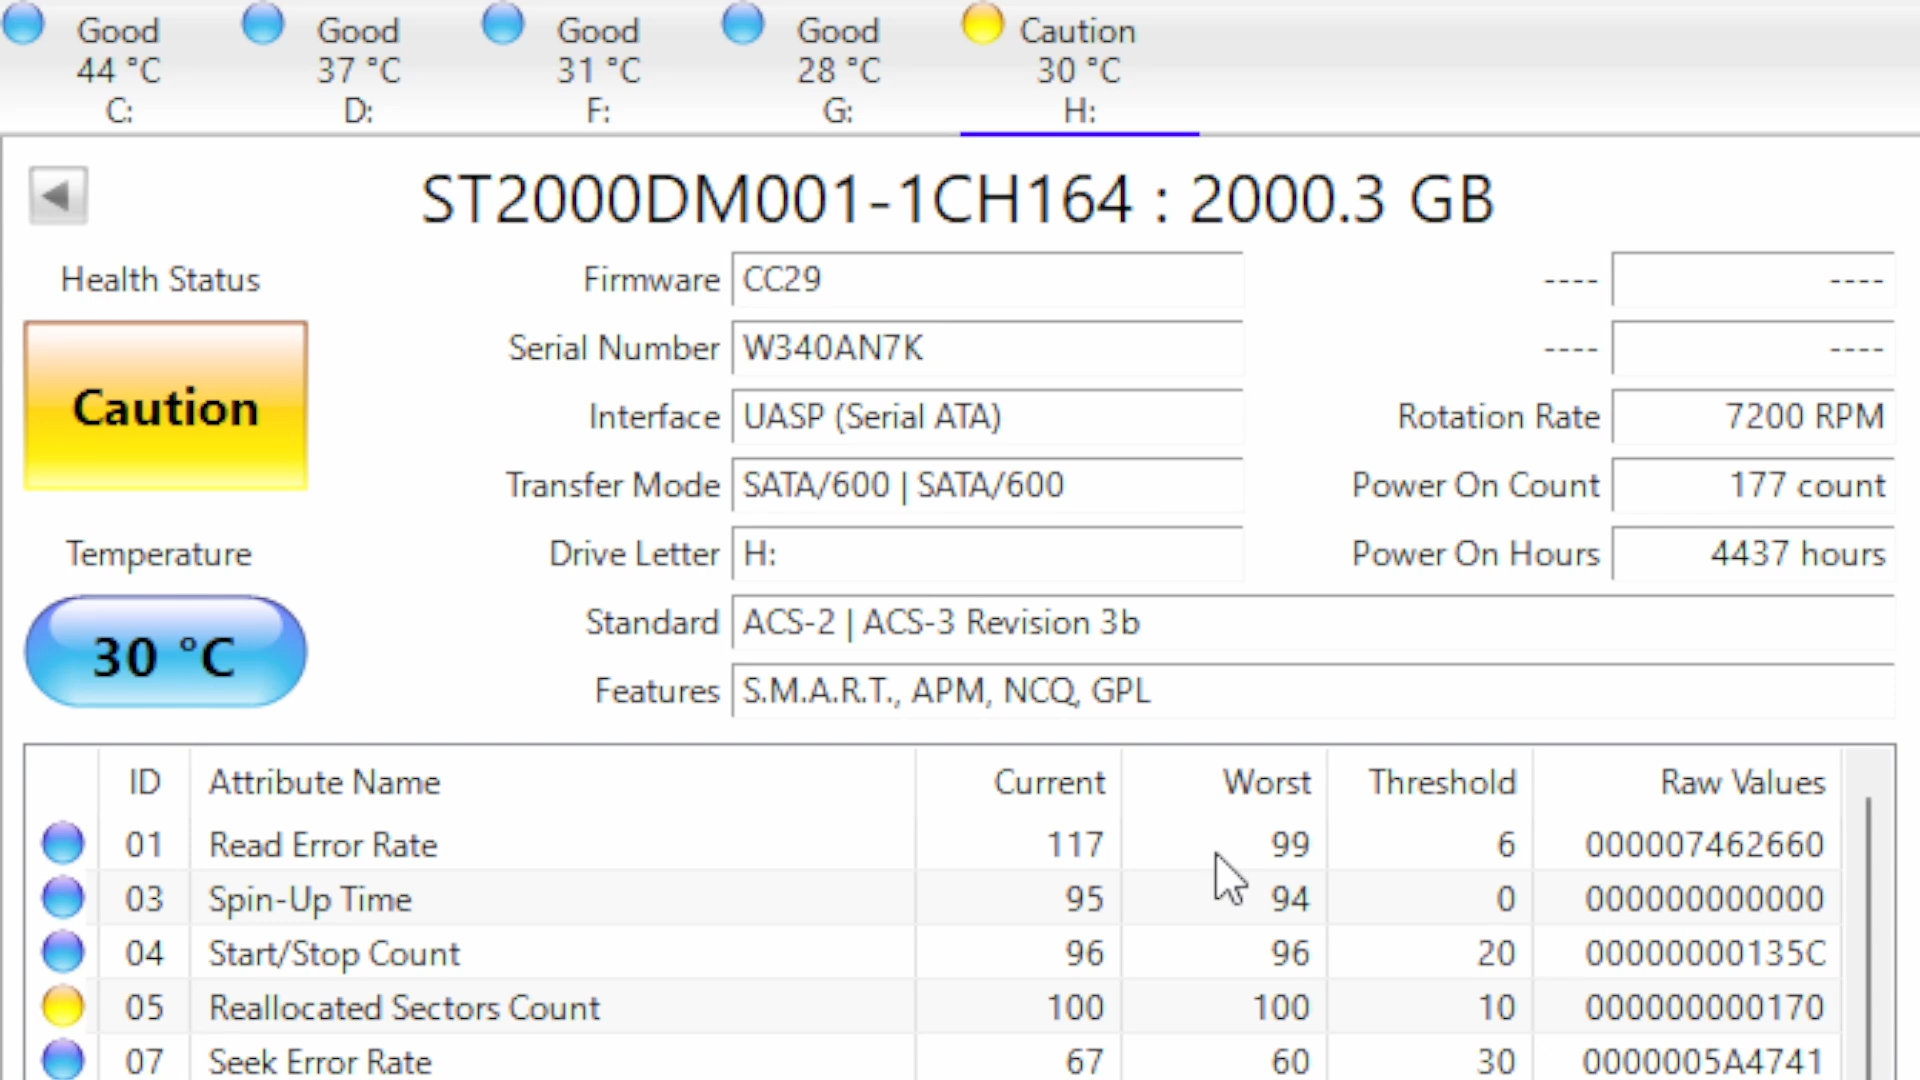 Good Good Good Good Caution
44 °C 37 °C 31 °C 28 °C 30 °C
C: D: F: G: H:
ST2000DM001-1CH164 : 2000.3 GB
Health Status
Caution
Temperature
30 °C
Firmware CC29 ---- ----
Serial Number W340AN7K ---- ----
Interface UASP (Serial ATA) Rotation Rate 7200 RPM
Transfer Mode SATA/600 | SATA/600 Power On Count 177 count
Drive Letter H: Power On Hours 4437 hours
Standard ACS-2 | ACS-3 Revision 3b
Features S.M.A.R.T., APM, NCQ, GPL
ID Attribute Name Current Worst Threshold Raw Values
01 Read Error Rate 117 99 6 000007462660
03 Spin-Up Time 95 94 0 000000000000
04 Start/Stop Count 96 96 20 00000000135C
05 Reallocated Sectors Count 100 100 10 000000000170
07 Seek Error Rate 67 60 30 0000005A4741